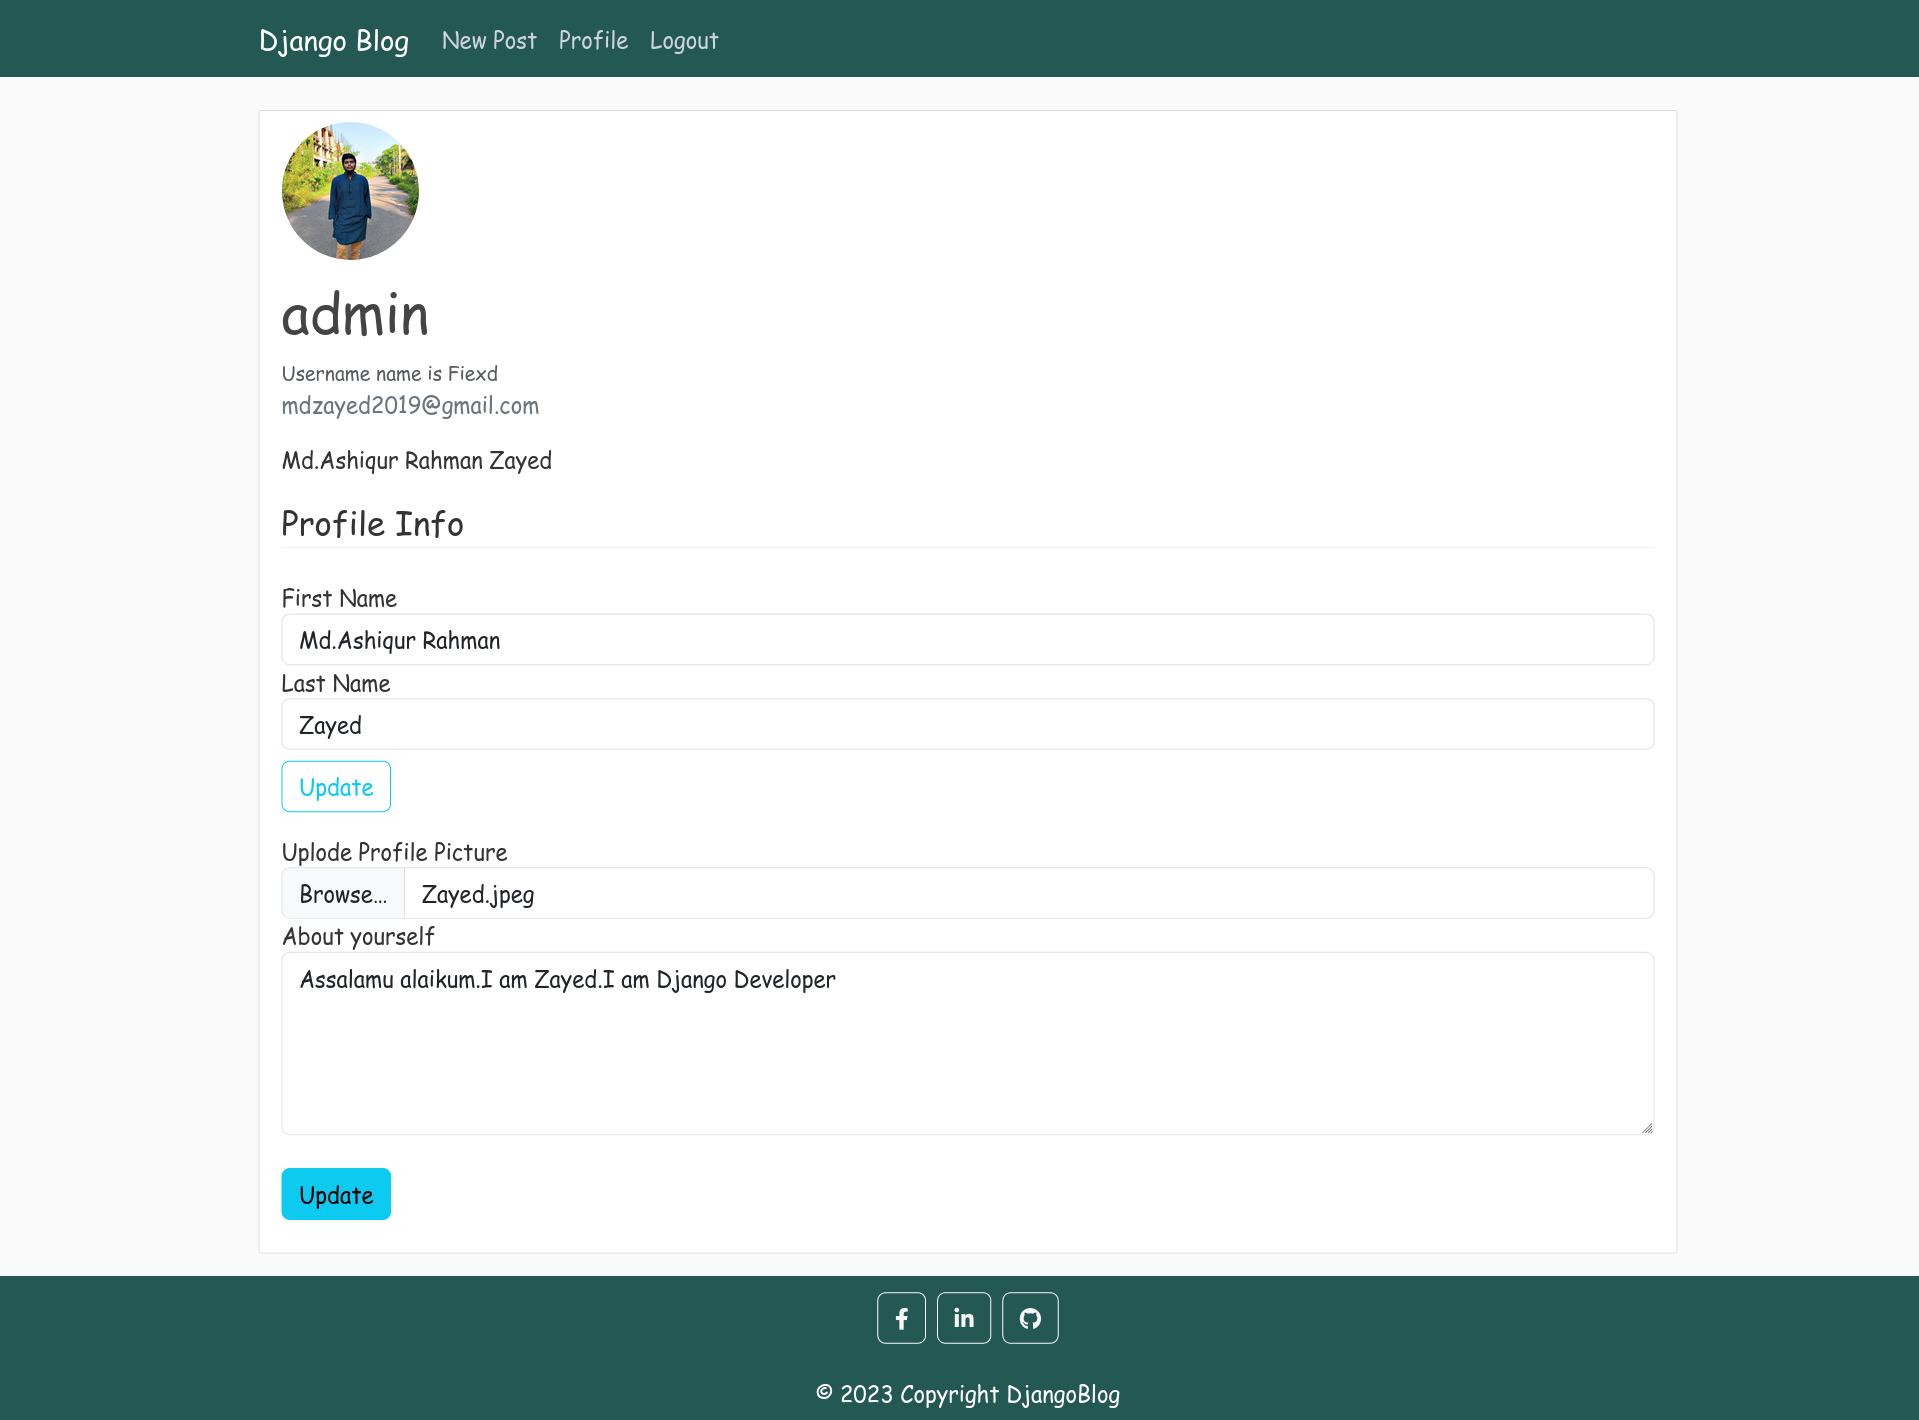 Django Blog New Post Profile Logout
admin
Username name is Fiexd
mdzayed2019@gmail.com
Md.Ashiqur Rahman Zayed
Profile Info
First Name
Md.Ashiqur Rahman
Last Name
Zayed
Update
Uplode Profile Picture
Browse... Zayed.jpeg
About yourself
Assalamu alaikum.I am Zayed.I am Django Developer
Update
© 2023 Copyright DjangoBlog